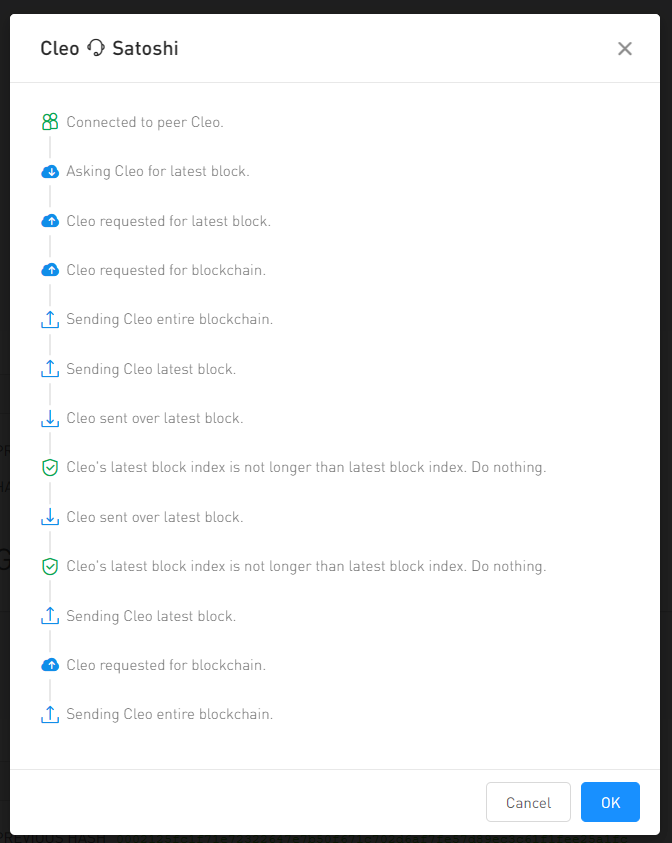 Cleo Satoshi
Connected to peer Cleo.
Asking Cleo for latest block.
Cleo requested for latest block.
Cleo requested for blockchain.
Sending Cleo entire blockchain.
Sending Cleo latest block.
Cleo sent over latest block.
Cleo's latest block index is not longer than latest block index. Do nothing.
Cleo sent over latest block.
Cleo's latest block index is not longer than latest block index. Do nothing.
Sending Cleo latest block.
Cleo requested for blockchain.
Sending Cleo entire blockchain.
Cancel OK
PREVIOUS HASH